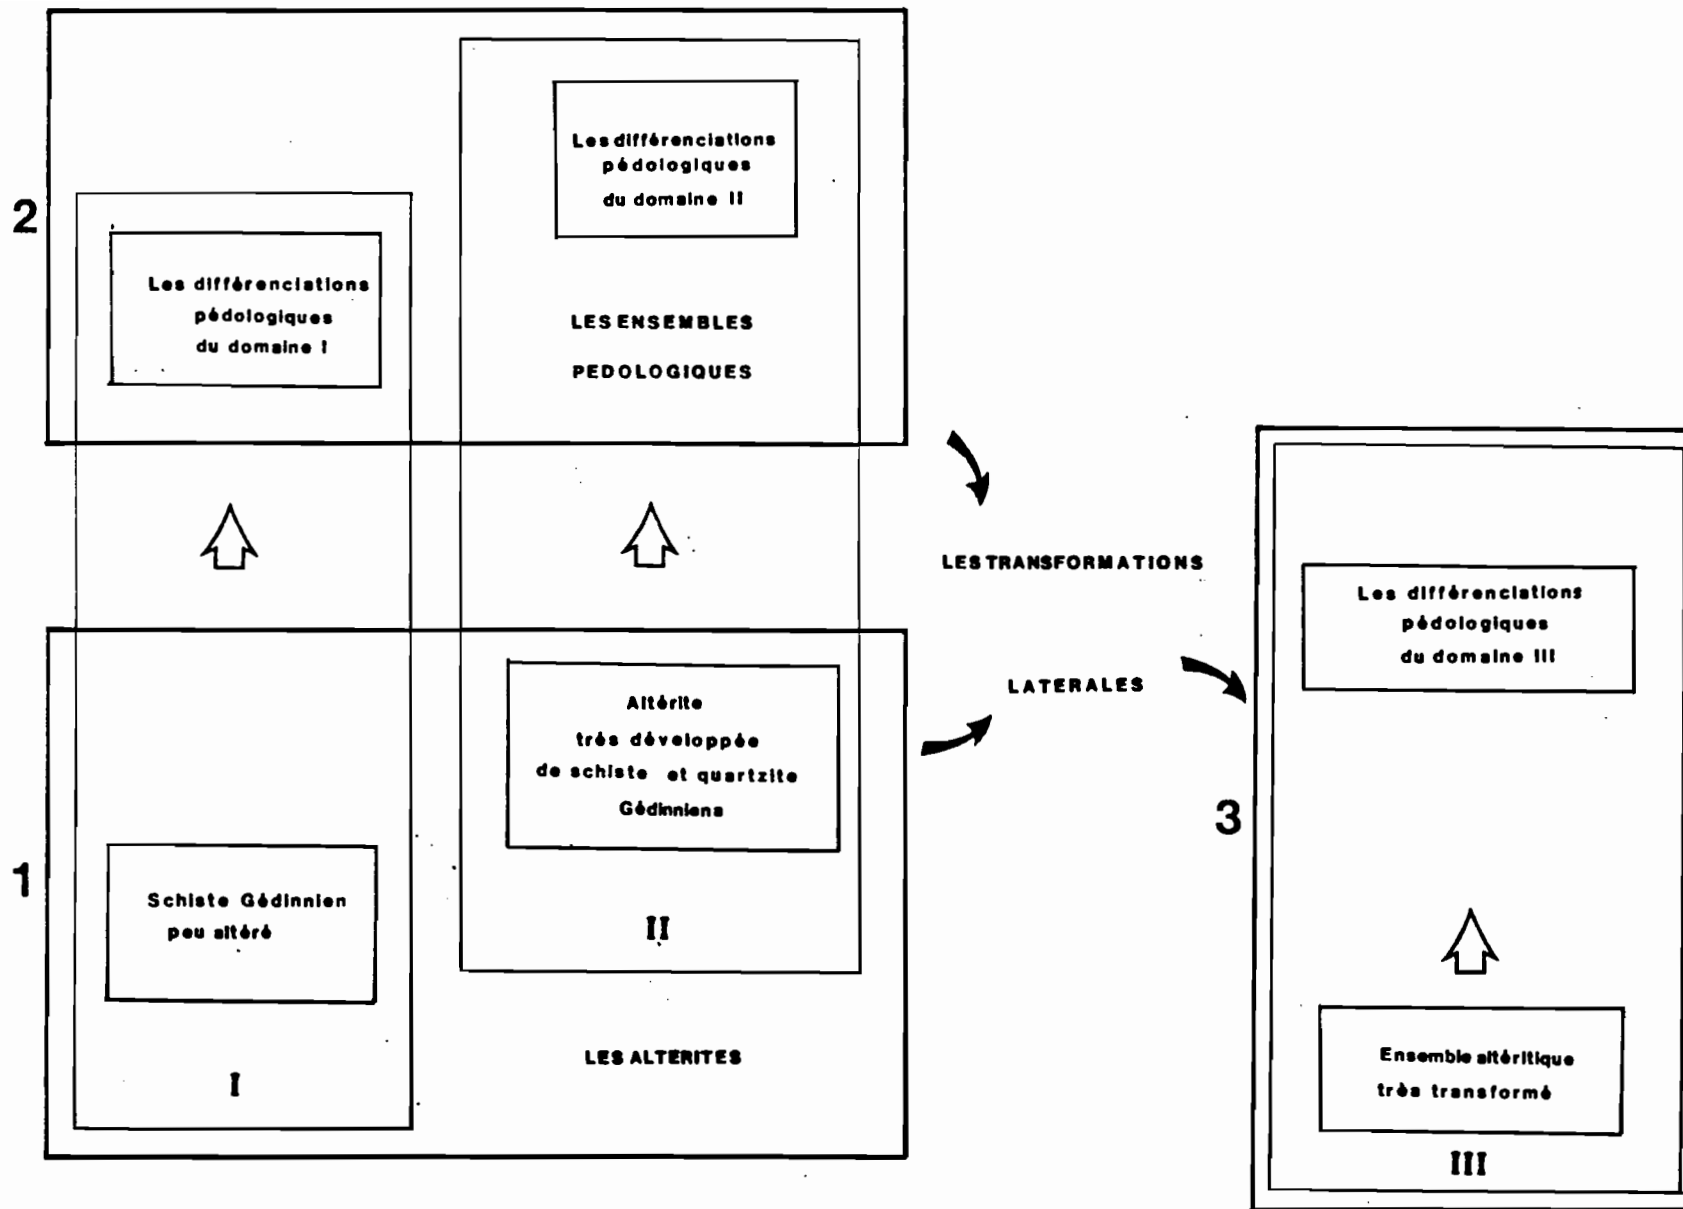 2
Les différenciations
pédologiques
du domaine I
Les différenciations
pédologiques
du domaine II
LES ENSEMBLES
PEDOLOGIQUES
1
Schiste Gédinnien
peu altéré
I
Altérite
très développée
de schiste et quartzite
Gédinniens
II
LES ALTERITES
LES TRANSFORMATIONS
LATERALES
3
Les différenciations
pédologiques
du domaine III
Ensemble altéritique
très transformé
III